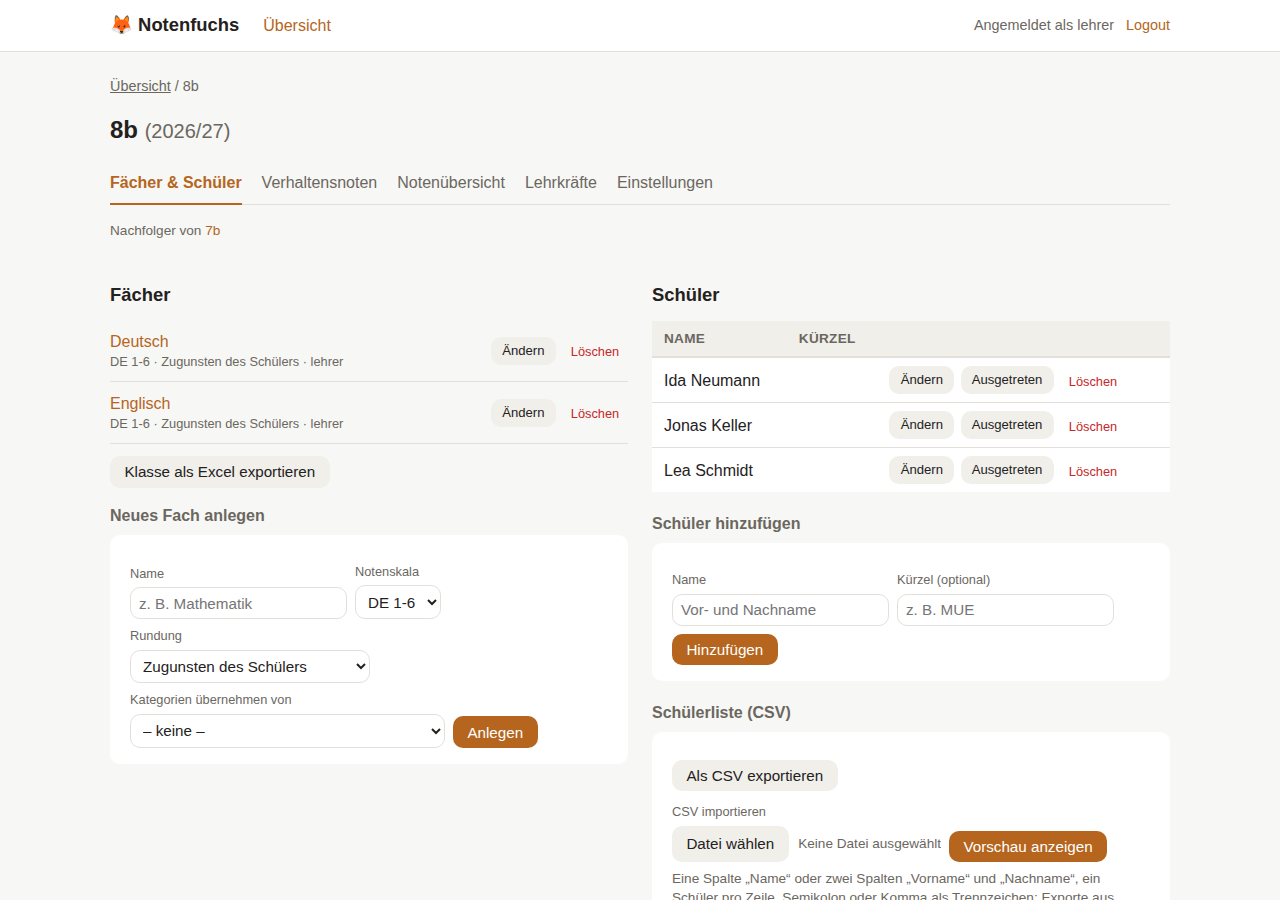 🦊 Notenfuchs Übersicht Angemeldet als lehrer Logout
Übersicht / 8b
8b (2026/27)
Fächer & Schüler Verhaltensnoten Notenübersicht Lehrkräfte Einstellungen
Nachfolger von 7b
Fächer
Deutsch
DE 1-6 · Zugunsten des Schülers · lehrer
Ändern Löschen
Englisch
DE 1-6 · Zugunsten des Schülers · lehrer
Ändern Löschen
Klasse als Excel exportieren
Neues Fach anlegen
Name Notenskala
z. B. Mathematik DE 1-6
Rundung
Zugunsten des Schülers
Kategorien übernehmen von
– keine – Anlegen
Schüler
NAME KÜRZEL
Ida Neumann Ändern Ausgetreten Löschen
Jonas Keller Ändern Ausgetreten Löschen
Lea Schmidt Ändern Ausgetreten Löschen
Schüler hinzufügen
Name Kürzel (optional)
Vor- und Nachname z. B. MUE
Hinzufügen
Schülerliste (CSV)
Als CSV exportieren
CSV importieren
Datei wählen Keine Datei ausgewählt Vorschau anzeigen
Eine Spalte „Name“ oder zwei Spalten „Vorname“ und „Nachname“, ein
Schüler pro Zeile. Semikolon oder Komma als Trennzeichen; Exporte aus